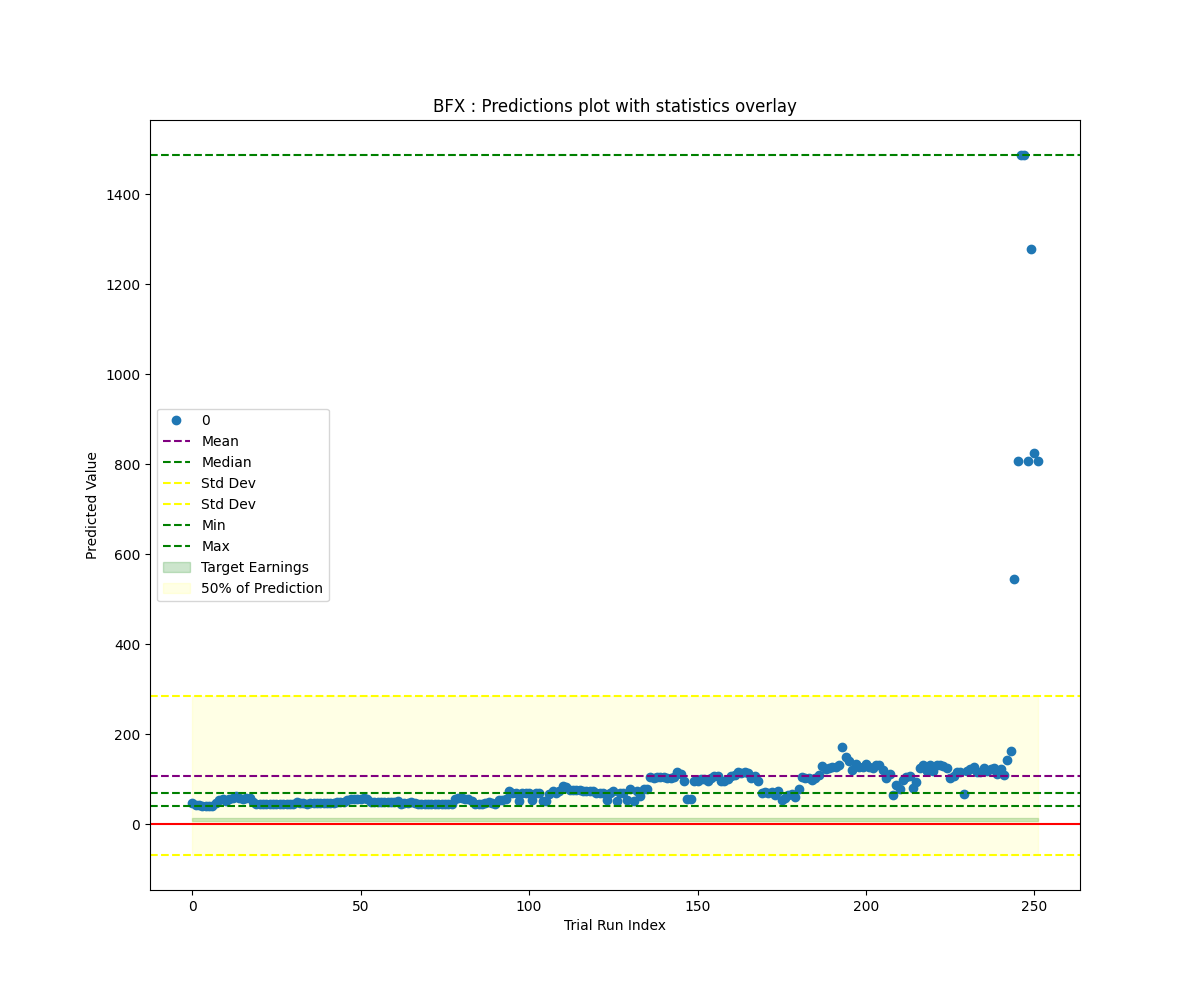 BFX : Predictions plot with statistics overlay
Predicted Value
1400
1200
1000
800
600
400
200
0
0
Mean
Median
Std Dev
Std Dev
Min
Max
Target Earnings
50% of Prediction
0 50 100 150 200 250
Trial Run Index